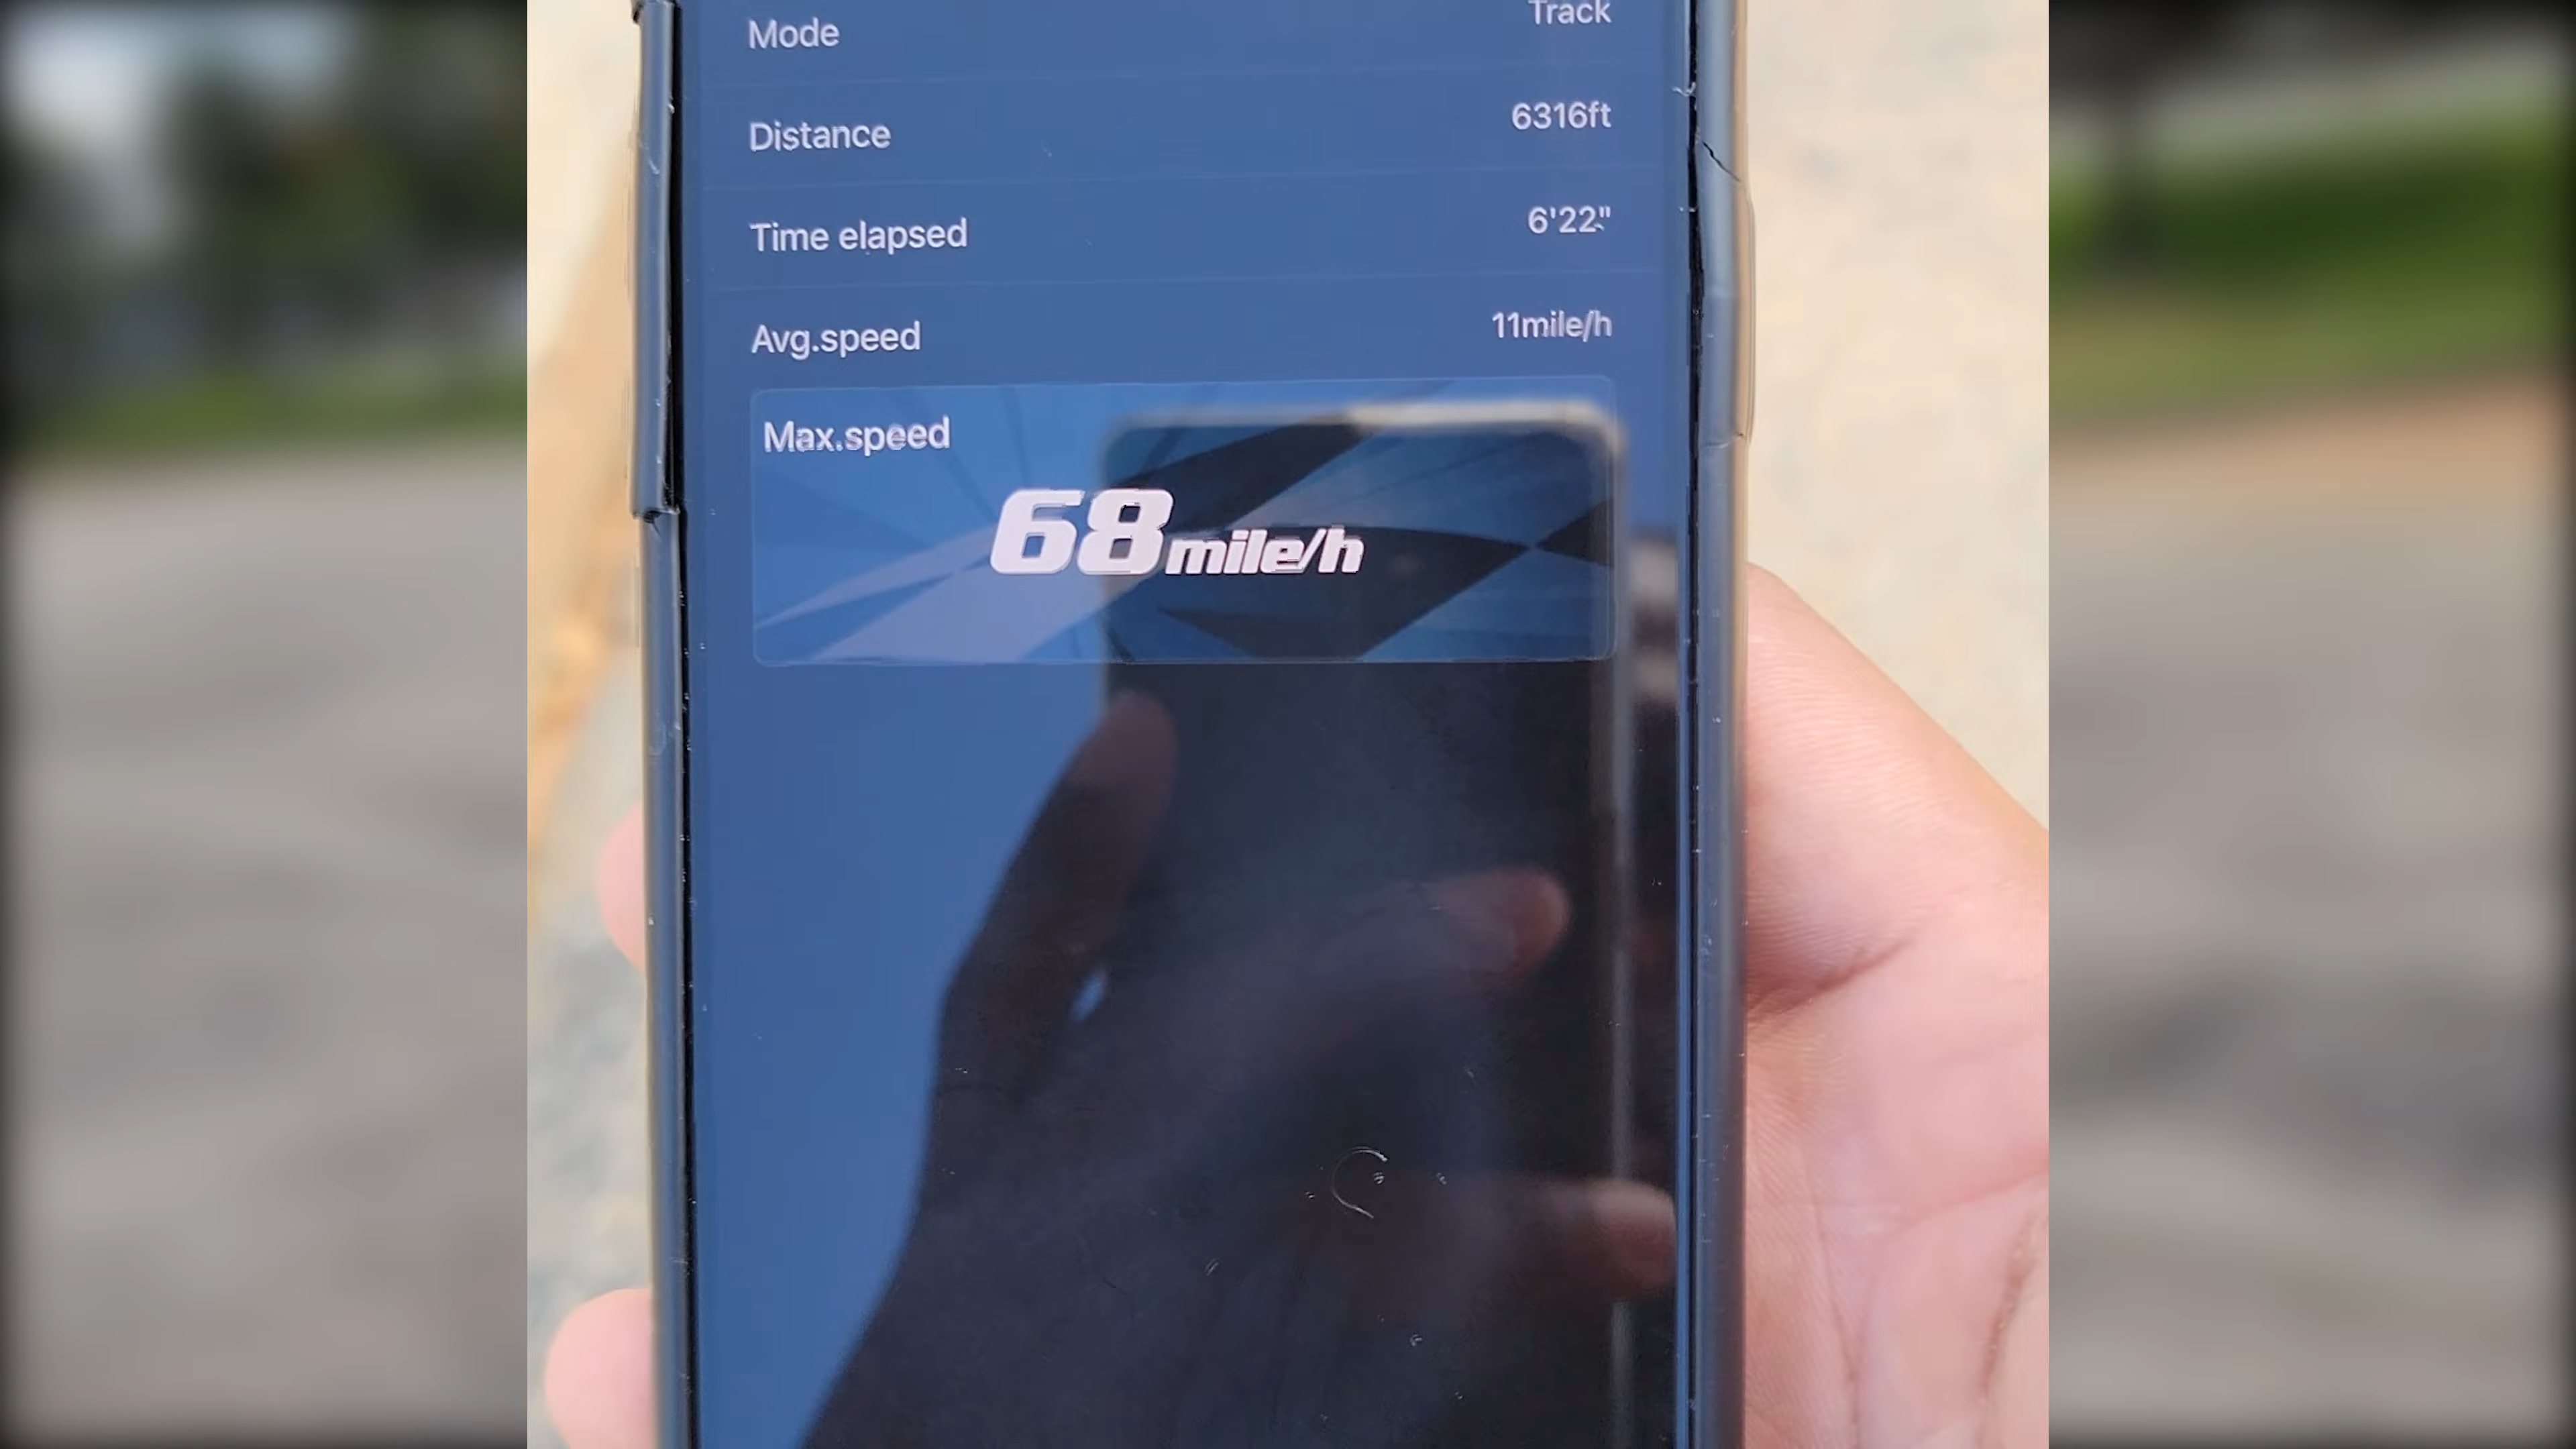 Mode Track
Distance 6316ft
Time elapsed 6'22"
Avg.speed 11mile/h
Max.speed
68mile/h